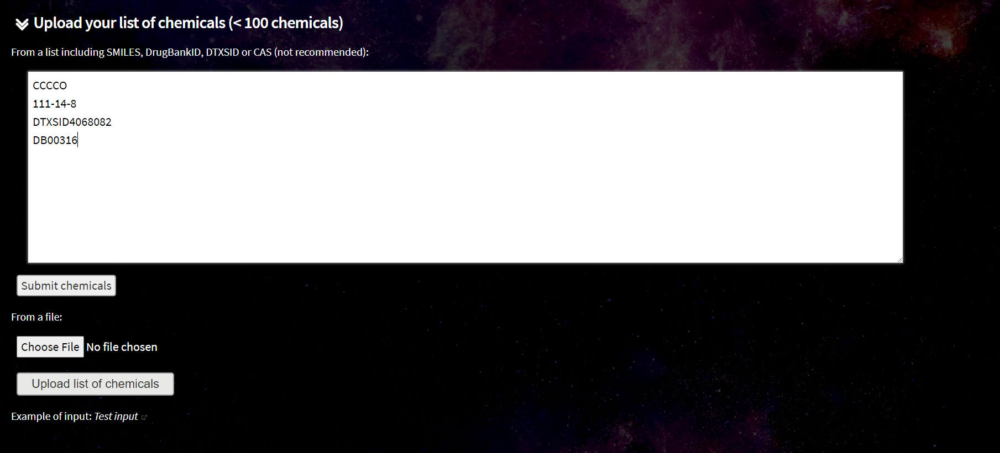 Upload your list of chemicals (< 100 chemicals)
From a list including SMILES, DrugBankID, DTXSID or CAS (not recommended):
CCCCO
111-14-8
DTXSID4068082
DB00316
Submit chemicals
From a file:
Choose File No file chosen
Upload list of chemicals
Example of input: Test input